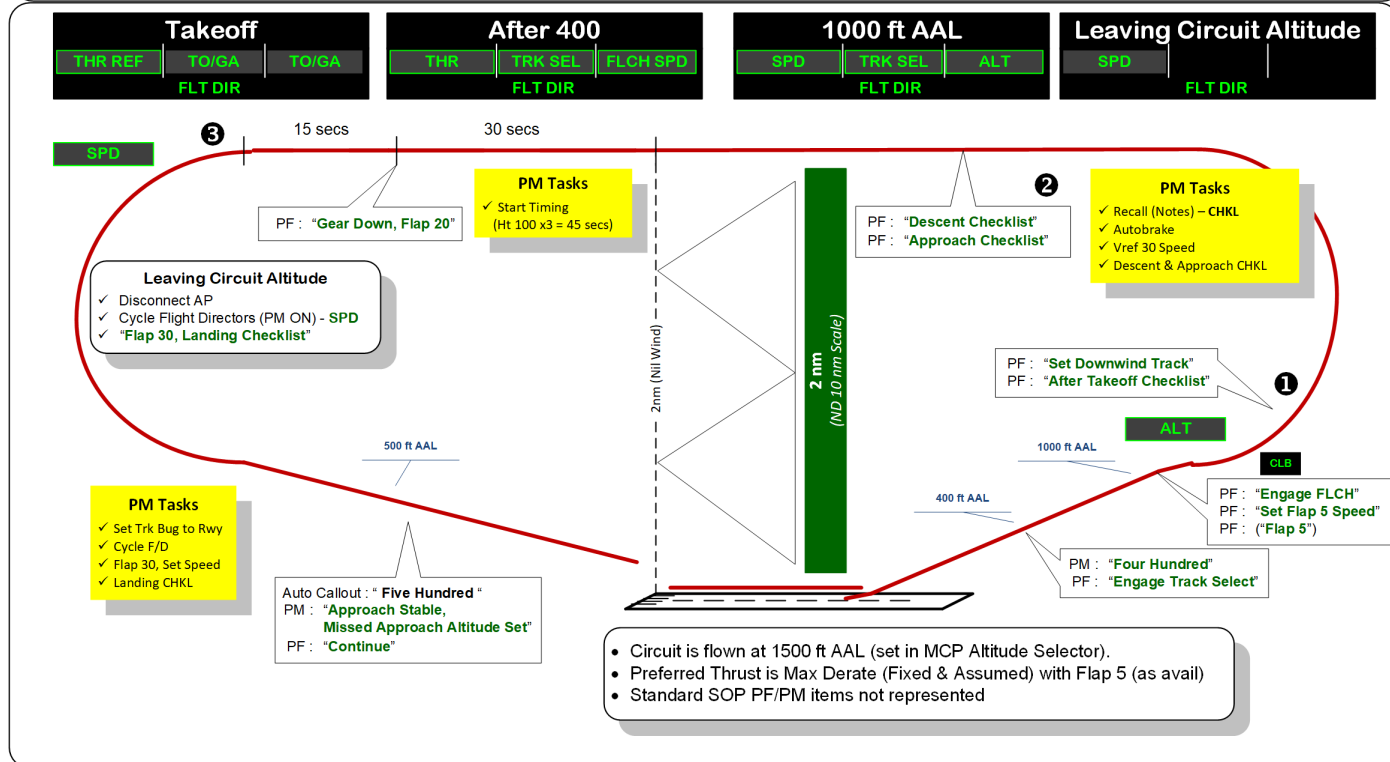 Takeoff
THR REF TO/GA TO/GA
FLT DIR
After 400
THR TRK SEL FLCH SPD
FLT DIR
1000 ft AAL
SPD TRK SEL ALT
FLT DIR
Leaving Circuit Altitude
SPD
FLT DIR
SPD
❸
15 secs
30 secs
PF : “Gear Down, Flap 20”
PM Tasks
✓ Start Timing
(Ht 100 x3 = 45 secs)
PF : “Descent Checklist”
PF : “Approach Checklist”
❷
PM Tasks
✓ Recall (Notes) – CHKL
✓ Autobrake
✓ Vref 30 Speed
✓ Descent & Approach CHKL
Leaving Circuit Altitude
✓ Disconnect AP
✓ Cycle Flight Directors (PM ON) - SPD
✓ “Flap 30, Landing Checklist”
2nm (Nil Wind)
2 nm
(ND 10 nm Scale)
PF : “Set Downwind Track”
PF : “After Takeoff Checklist”
❶
ALT
500 ft AAL
1000 ft AAL
CLB
PF : “Engage FLCH”
PF : “Set Flap 5 Speed”
PF : (“Flap 5”)
400 ft AAL
PM : “Four Hundred”
PF : “Engage Track Select”
PM Tasks
✓ Set Trk Bug to Rwy
✓ Cycle F/D
✓ Flap 30, Set Speed
✓ Landing CHKL
Auto Callout : “ Five Hundred “
PM : “Approach Stable,
Missed Approach Altitude Set”
PF : “Continue”
• Circuit is flown at 1500 ft AAL (set in MCP Altitude Selector).
• Preferred Thrust is Max Derate (Fixed & Assumed) with Flap 5 (as avail)
• Standard SOP PF/PM items not represented